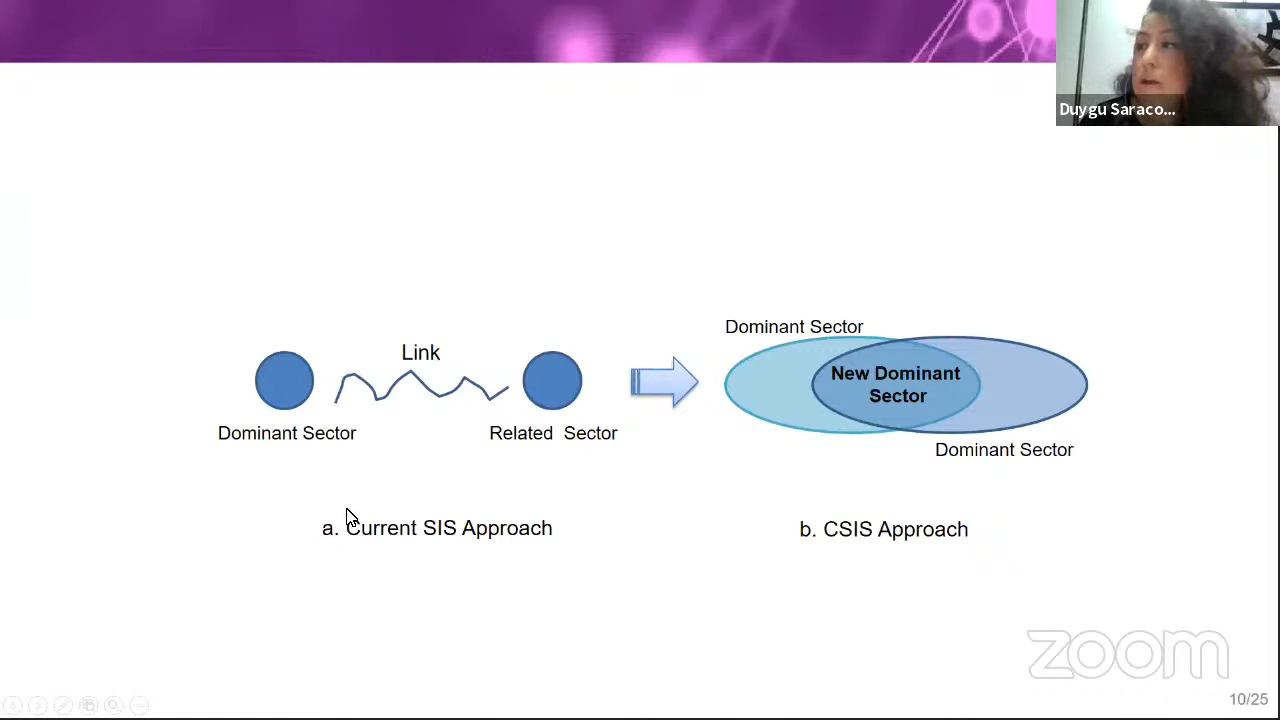 Duygu Saraco...
Link
Dominant Sector
Related Sector
Dominant Sector
New Dominant
Sector
Dominant Sector
a. Current SIS Approach
b. CSIS Approach
zoom
10/25